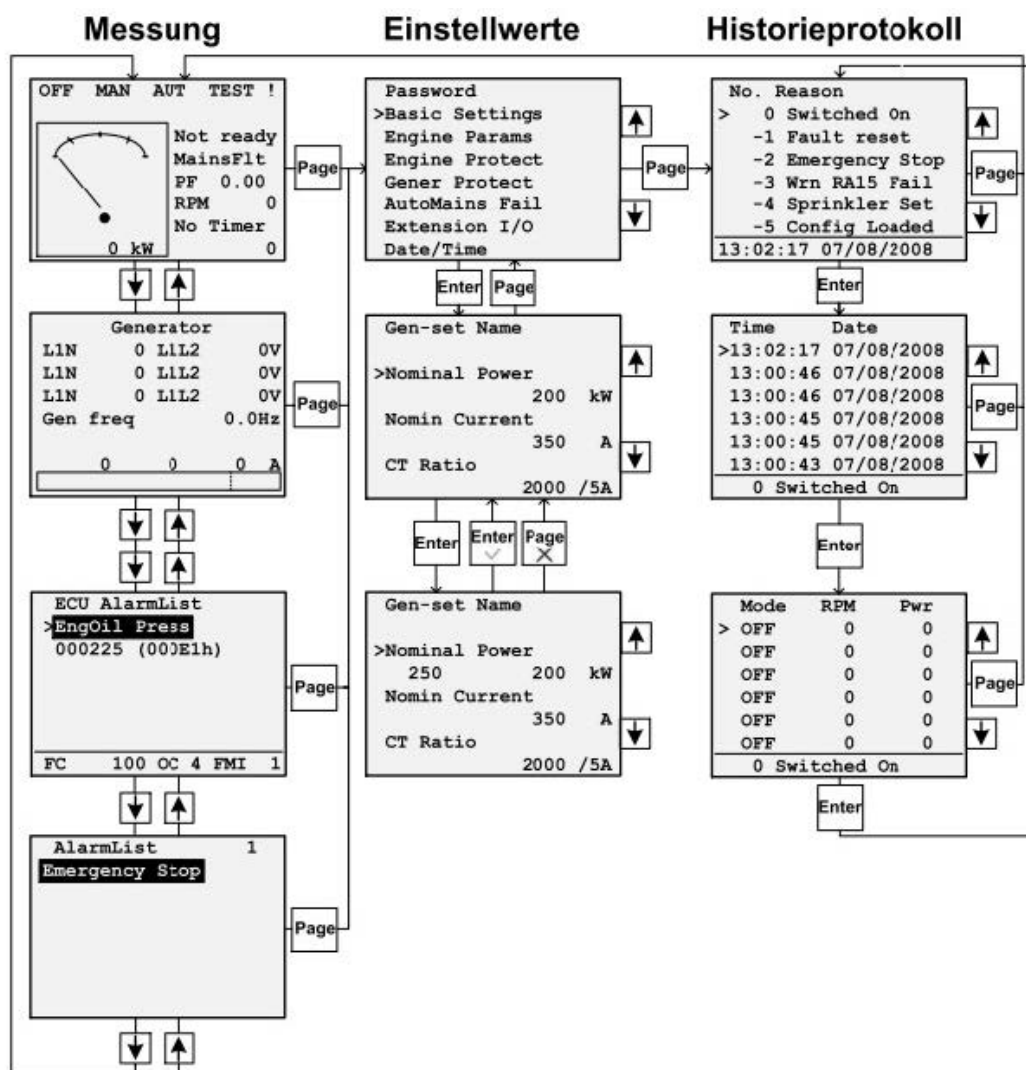 Messung
OFF MAN AUT TEST !
Not ready
MainsFlt
PF 0.00
RPM 0
No Timer
0 kW 0
Page
Generator
L1N 0 L1L2 0V
L1N 0 L1L2 0V
L1N 0 L1L2 0V
Gen freq 0.0Hz
0 0 0 A
Page
ECU AlarmList
>EngOil Press
000225 (000E1h)
FC 100 OC 4 FMI 1
Page
AlarmList 1
Emergency Stop
Page
Einstellwerte
Password
>Basic Settings
Engine Params
Engine Protect
Gener Protect
AutoMains Fail
Extension I/O
Date/Time
Page
Enter Page
Gen-set Name
>Nominal Power
200 kW
Nomin Current
350 A
CT Ratio
2000 /5A
Enter Enter Page
Gen-set Name
>Nominal Power
250 200 kW
Nomin Current
350 A
CT Ratio
2000 /5A
Historieprotokoll
No. Reason
> 0 Switched On
-1 Fault reset
-2 Emergency Stop
-3 Wrn RA15 Fail
-4 Sprinkler Set
-5 Config Loaded
13:02:17 07/08/2008
Page
Enter
Time Date
>13:02:17 07/08/2008
13:00:46 07/08/2008
13:00:46 07/08/2008
13:00:45 07/08/2008
13:00:45 07/08/2008
13:00:43 07/08/2008
0 Switched On
Page
Enter
Mode RPM Pwr
> OFF 0 0
OFF 0 0
OFF 0 0
OFF 0 0
OFF 0 0
OFF 0 0
0 Switched On
Page
Enter